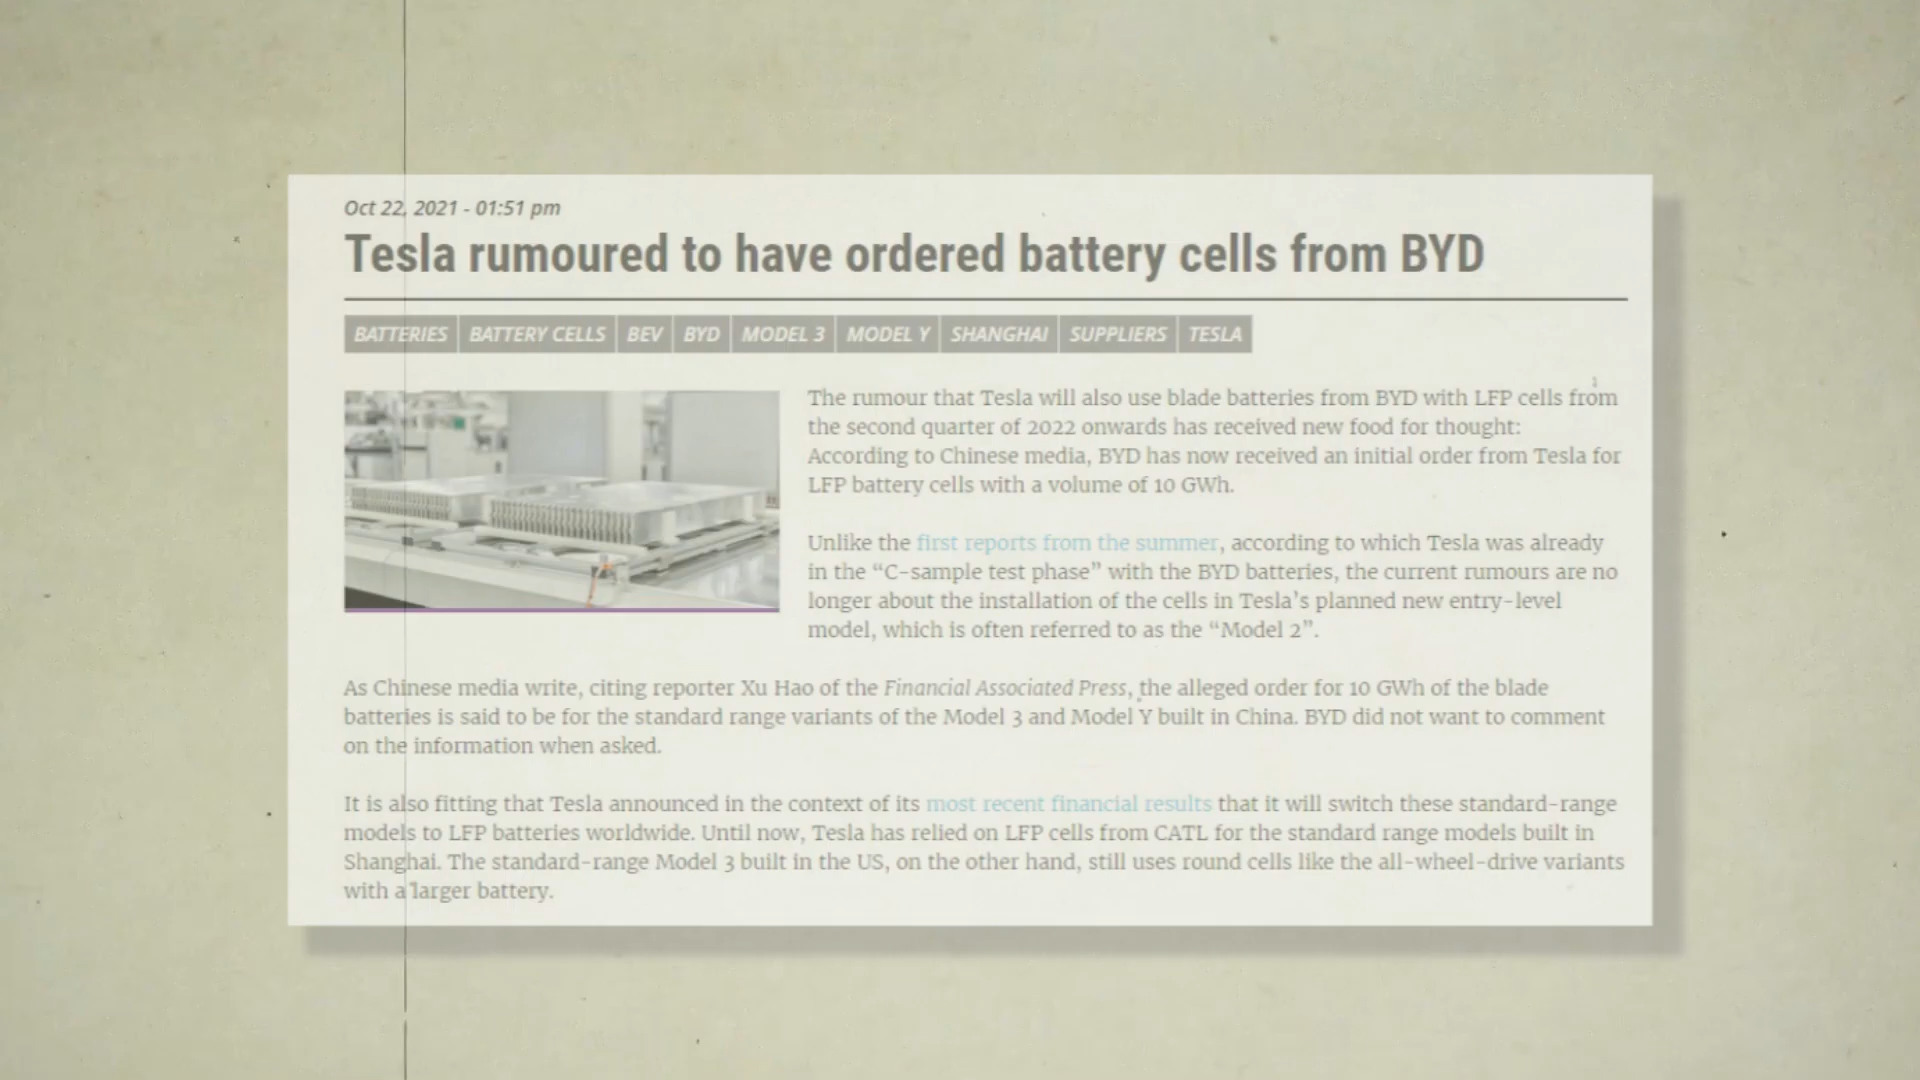 Oct 22, 2021 - 01:51 pm
Tesla rumoured to have ordered battery cells from BYD
BATTERIES BATTERY CELLS BEV BYD MODEL 3 MODEL Y SHANGHAI SUPPLIERS TESLA
The rumour that Tesla will also use blade batteries from BYD with LFP cells from
the second quarter of 2022 onwards has received new food for thought:
According to Chinese media, BYD has now received an initial order from Tesla for
LFP battery cells with a volume of 10 GWh.
Unlike the first reports from the summer, according to which Tesla was already
in the “C-sample test phase” with the BYD batteries, the current rumours are no
longer about the installation of the cells in Tesla’s planned new entry-level
model, which is often referred to as the “Model 2”.
As Chinese media write, citing reporter Xu Hao of the Financial Associated Press, the alleged order for 10 GWh of the blade
batteries is said to be for the standard range variants of the Model 3 and Model Y built in China. BYD did not want to comment
on the information when asked.
It is also fitting that Tesla announced in the context of its most recent financial results that it will switch these standard-range
models to LFP batteries worldwide. Until now, Tesla has relied on LFP cells from CATL for the standard range models built in
Shanghai. The standard-range Model 3 built in the US, on the other hand, still uses round cells like the all-wheel-drive variants
with a larger battery.